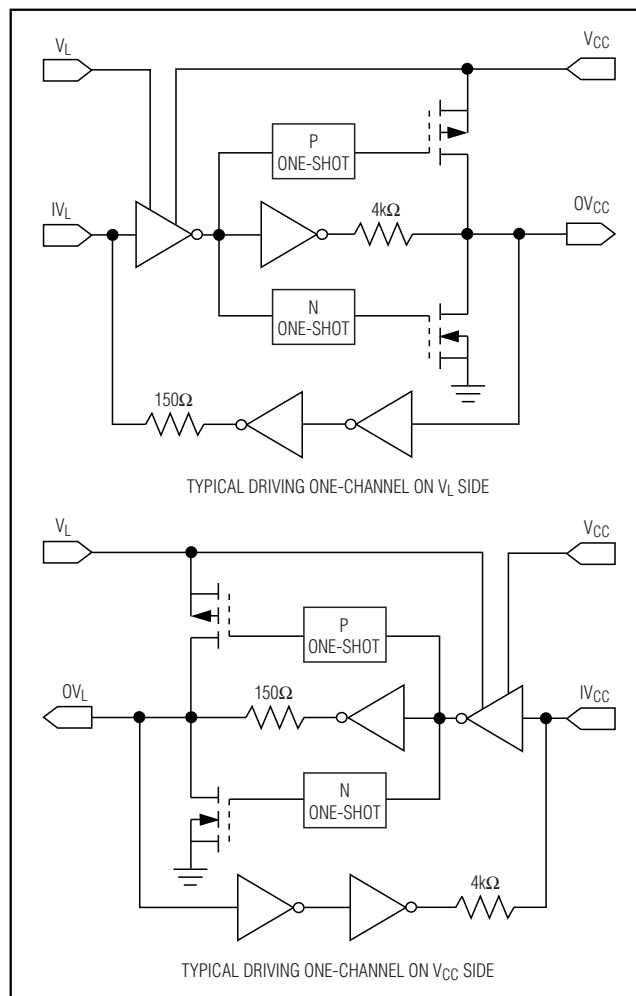 VL
VCC
P
ONE-SHOT
IVL
4kΩ
OVCC
N
ONE-SHOT
150Ω
TYPICAL DRIVING ONE-CHANNEL ON VL SIDE
VL
VCC
P
ONE-SHOT
OVL
150Ω
IVCC
N
ONE-SHOT
4kΩ
TYPICAL DRIVING ONE-CHANNEL ON VCC SIDE